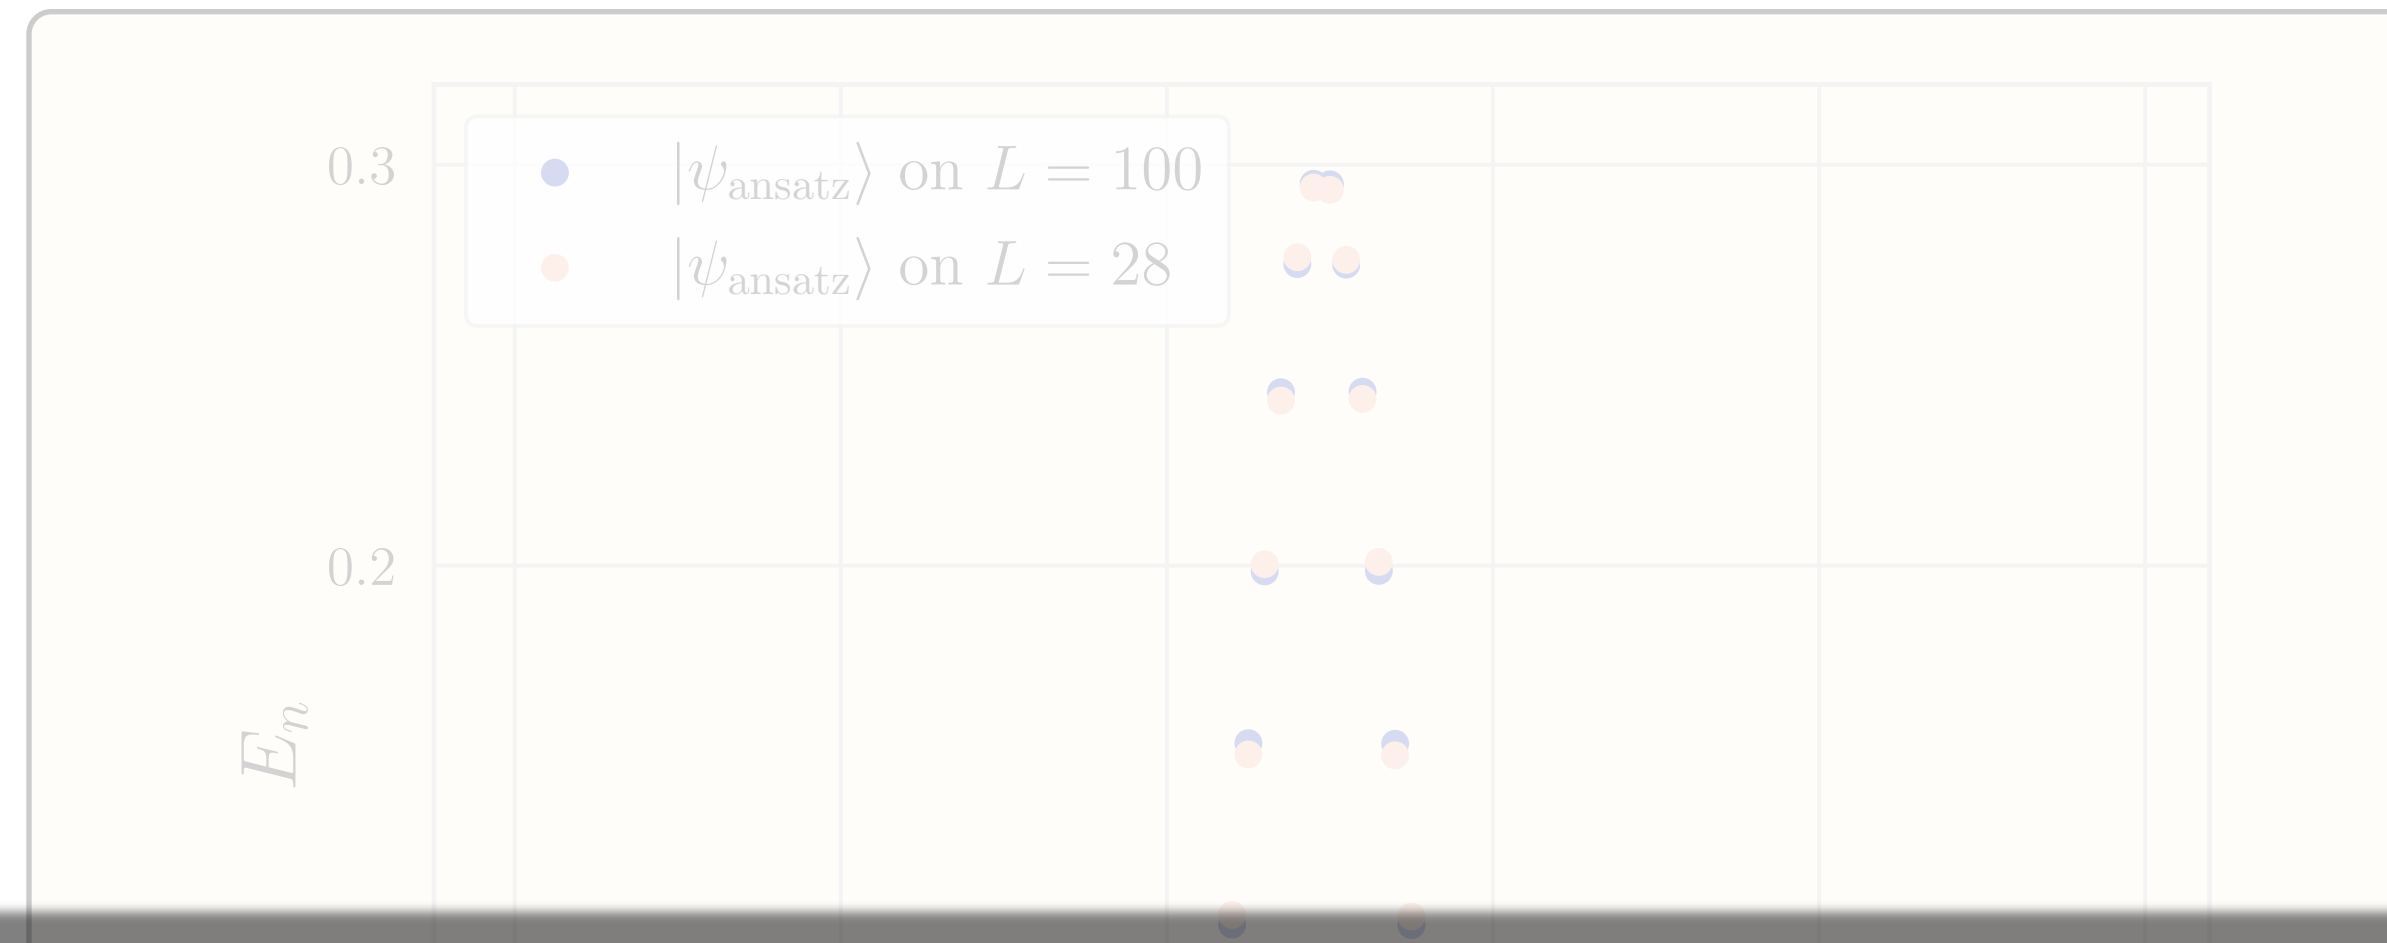 0.3
|ψansatz⟩ on L = 100
|ψansatz⟩ on L = 28
0.2
En